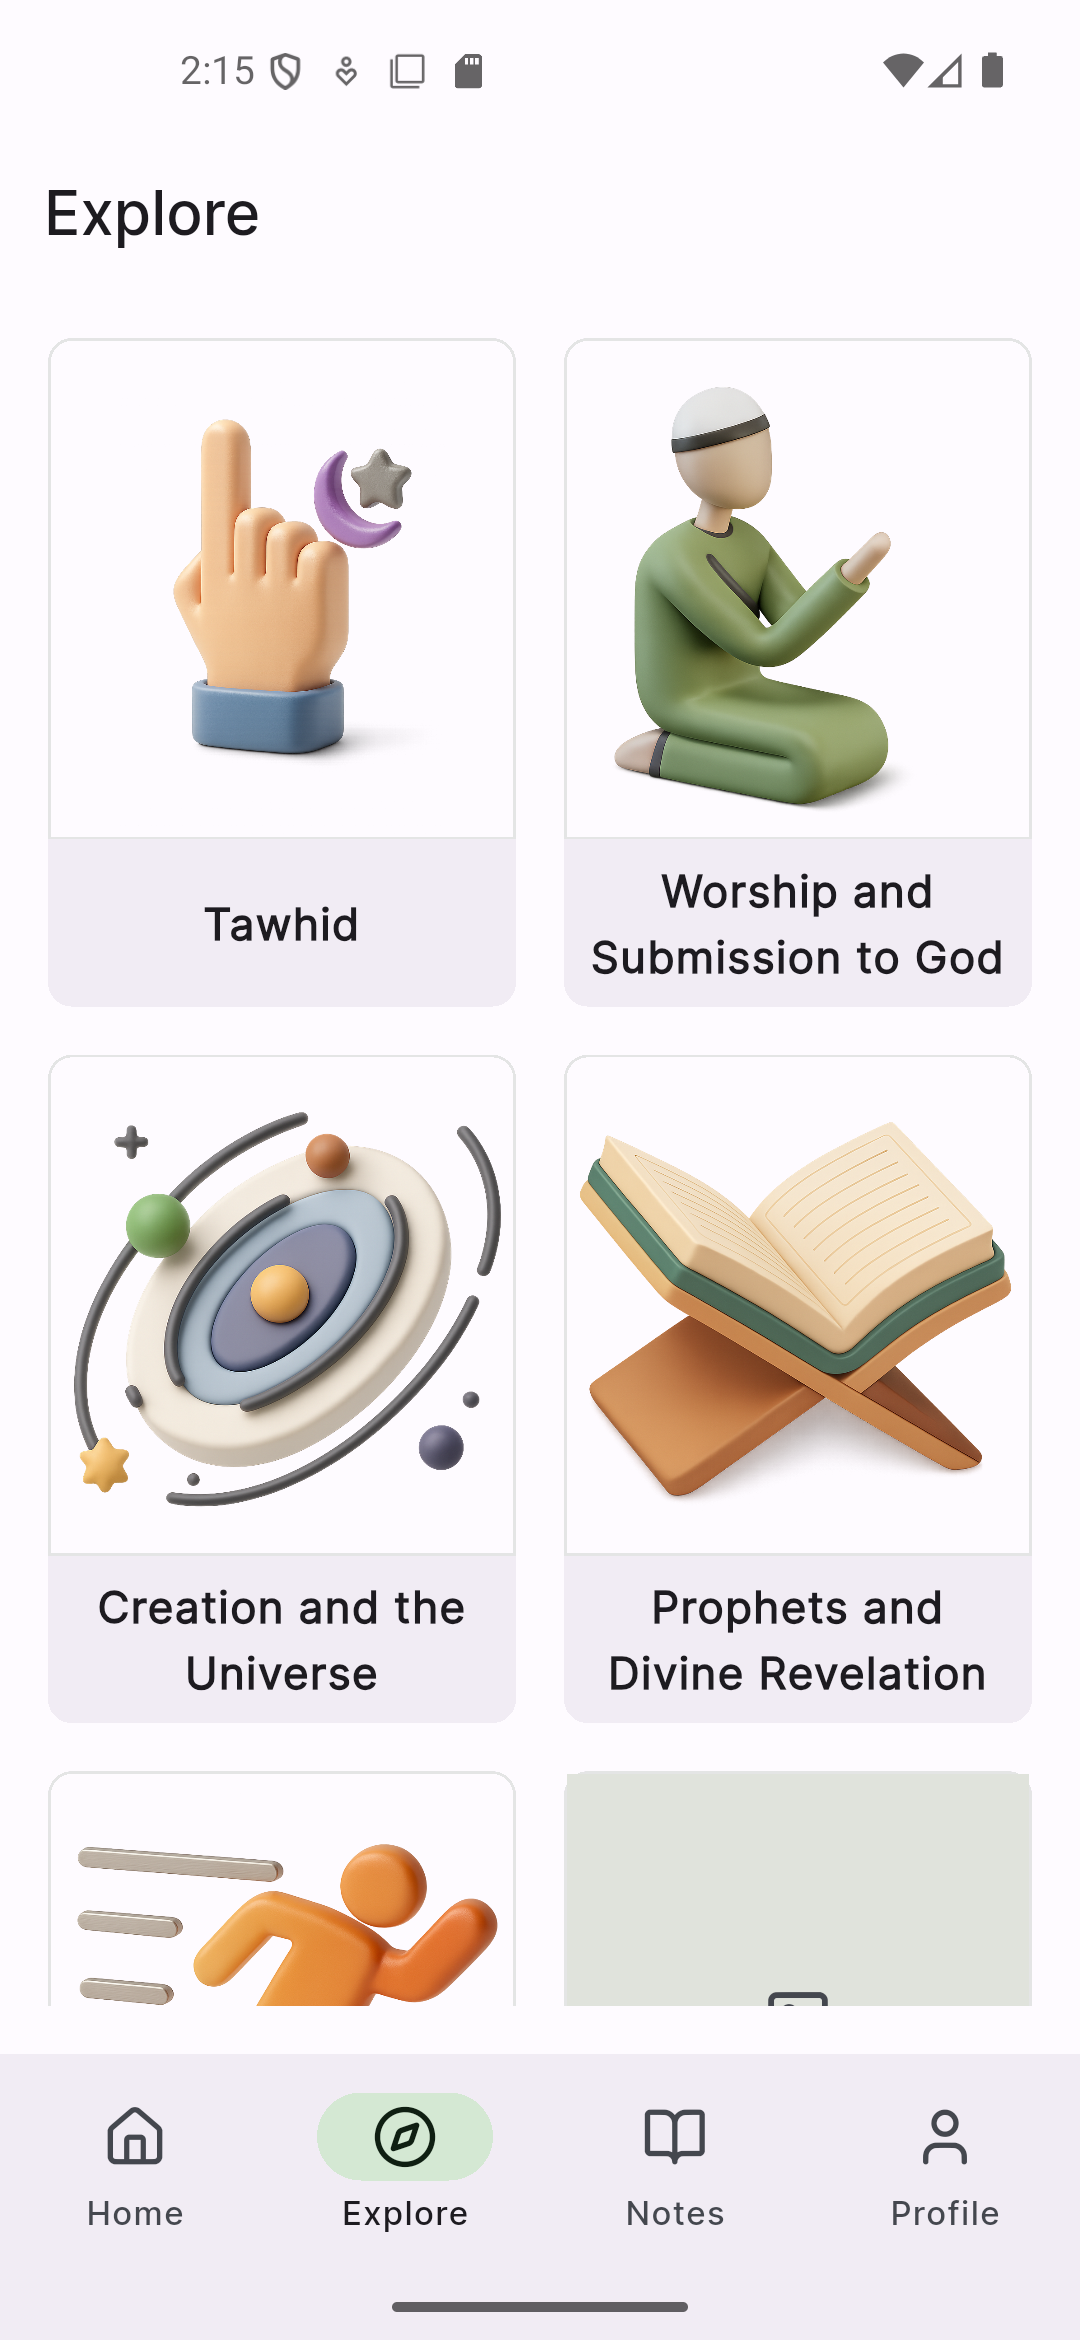 2:15
Explore
Tawhid
Worship and
Submission to God
Creation and the
Universe
Prophets and
Divine Revelation
Home
Explore
Notes
Profile